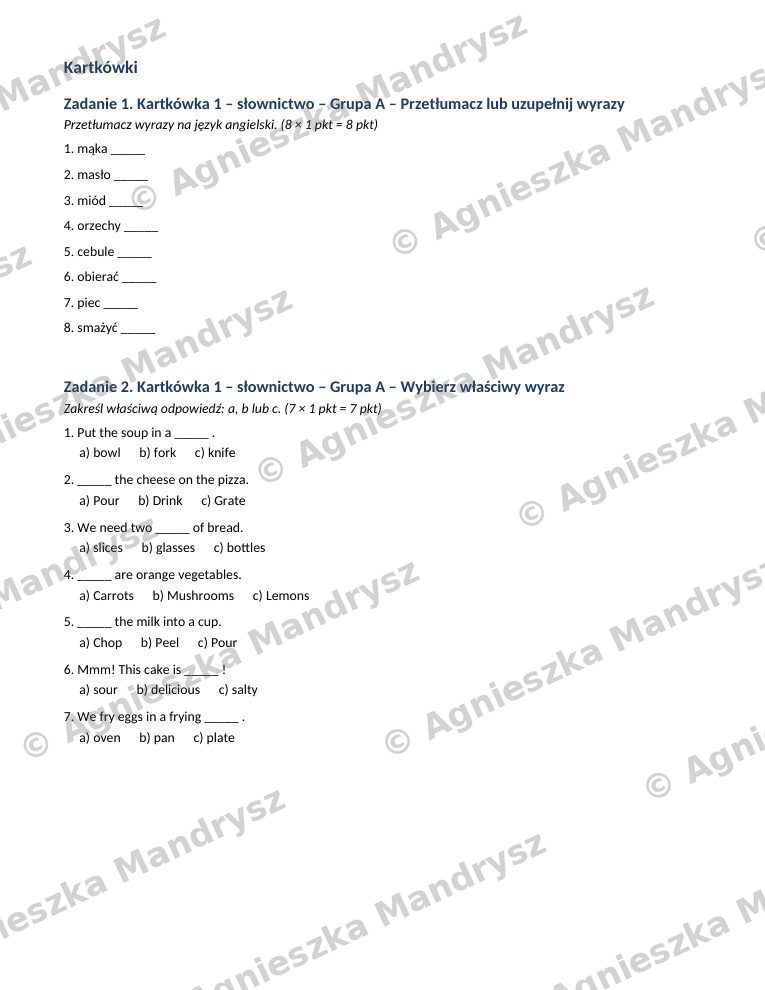 Kartkówki
Zadanie 1. Kartkówka 1 – słownictwo – Grupa A – Przetłumacz lub uzupełnij wyrazy
Przetłumacz wyrazy na język angielski. (8 × 1 pkt = 8 pkt)
1. mąka _____
2. masło _____
3. miód _____
4. orzechy _____
5. cebule _____
6. obierać _____
7. piec _____
8. smażyć _____
Zadanie 2. Kartkówka 1 – słownictwo – Grupa A – Wybierz właściwy wyraz
Zakreśl właściwą odpowiedź: a, b lub c. (7 × 1 pkt = 7 pkt)
1. Put the soup in a _____ .
a) bowl b) fork c) knife
2. _____ the cheese on the pizza.
a) Pour b) Drink c) Grate
3. We need two _____ of bread.
a) slices b) glasses c) bottles
4. _____ are orange vegetables.
a) Carrots b) Mushrooms c) Lemons
5. _____ the milk into a cup.
a) Chop b) Peel c) Pour
6. Mmm! This cake is _____ !
a) sour b) delicious c) salty
7. We fry eggs in a frying _____ .
a) oven b) pan c) plate
© Agnieszka Mandrysz